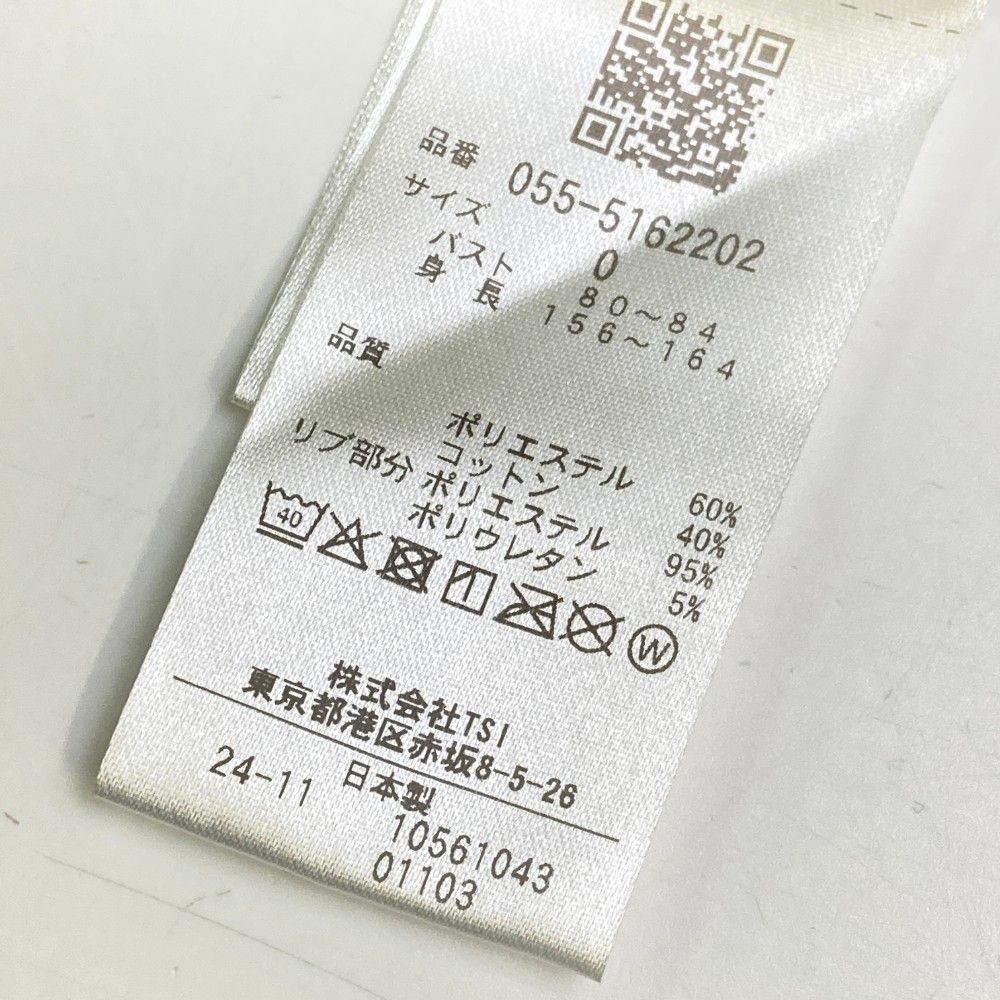 品番 055-5162202
サイズ 0
バスト 80～84
身長 156～164
品質
ポリエステル 60%
コットン 40%
リブ部分 ポリエステル 95%
ポリウレタン 5%
40
W
株式会社TSI
東京都港区赤坂8-5-26
24-11 日本製
10561043
01103